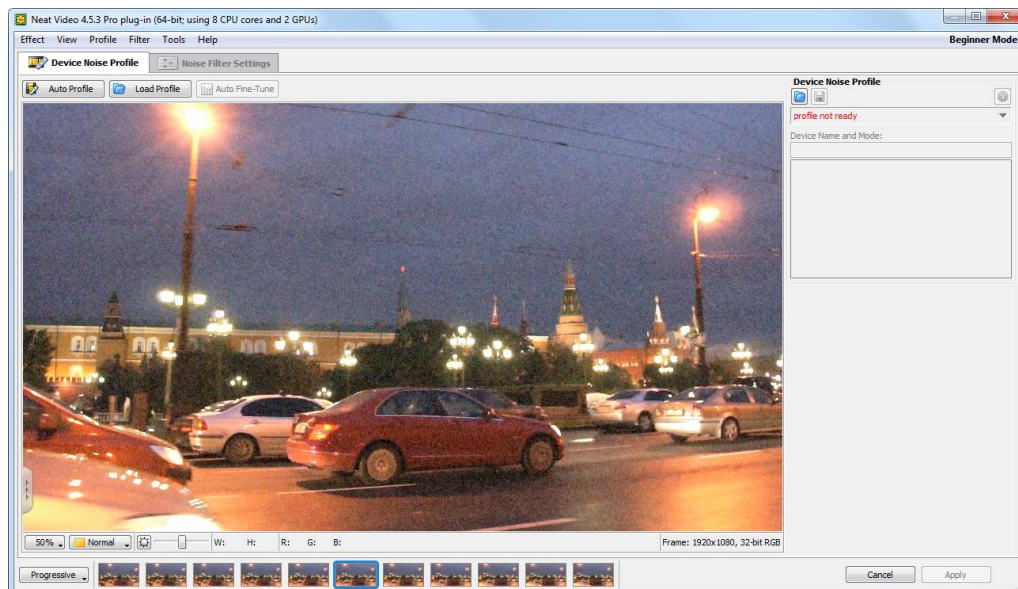 Neat Video 4.5.3 Pro plug-in (64-bit; using 8 CPU cores and 2 GPUs)
Effect View Profile Filter Tools Help Beginner Mode
Device Noise Profile Noise Filter Settings
Auto Profile Load Profile Auto Fine-Tune
Device Noise Profile
profile not ready
Device Name and Mode:
50% Normal W: H: R: G: B: Frame: 1920x1080, 32-bit RGB
Progressive Cancel Apply